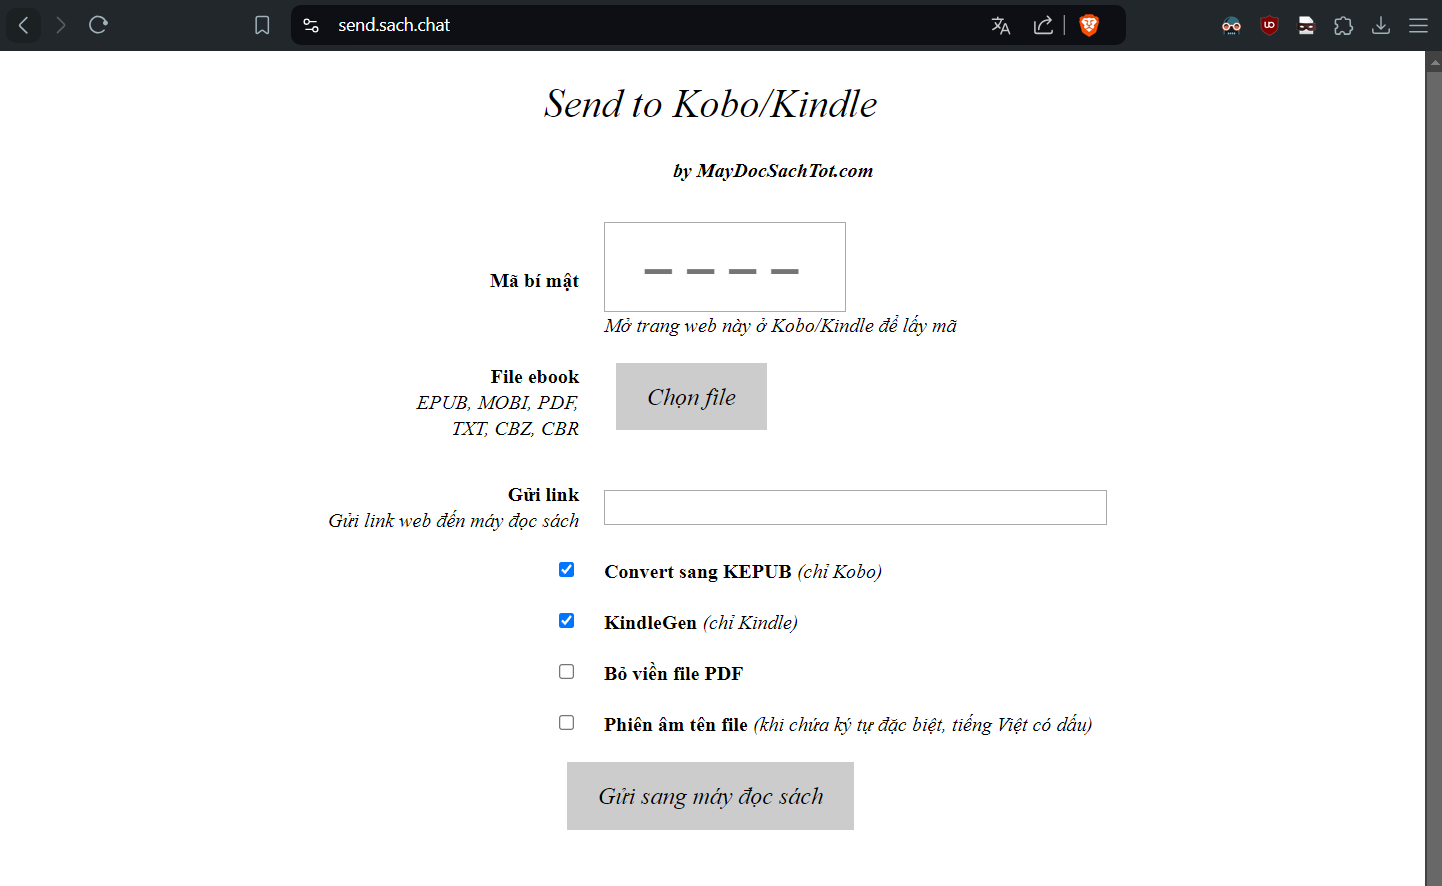 send.sach.chat
Send to Kobo/Kindle
by MayDocSachTot.com
Mã bí mật
_ _ _ _
Mở trang web này ở Kobo/Kindle để lấy mã
File ebook
EPUB, MOBI, PDF,
TXT, CBZ, CBR
Chọn file
Gửi link
Gửi link web đến máy đọc sách
Convert sang KEPUB (chỉ Kobo)
KindleGen (chỉ Kindle)
Bỏ viền file PDF
Phiên âm tên file (khi chứa ký tự đặc biệt, tiếng Việt có dấu)
Gửi sang máy đọc sách